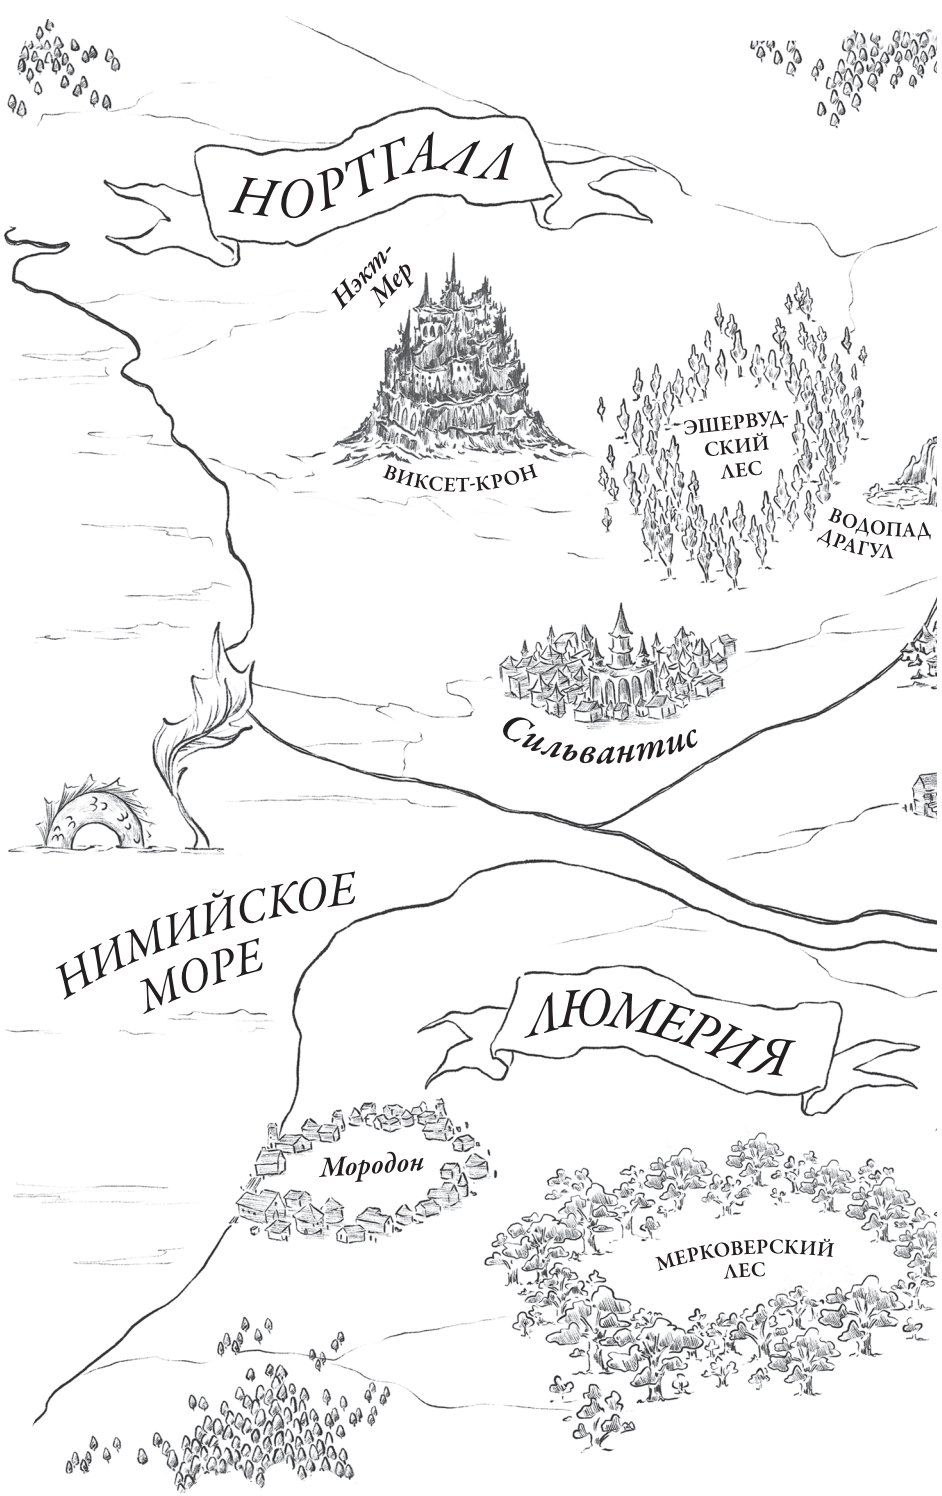 НОРТГАЛЛ
Нэкт-
Мер
ВИКСЕТ-КРОН
ЭШЕРВУД-
СКИЙ
ЛЕС
ВОДОПАД
ДРАГУЛ
Сильвантис
НИМИЙСКОЕ
МОРЕ
ЛЮМЕРИЯ
Мородон
МЕРКОВЕРСКИЙ
ЛЕС